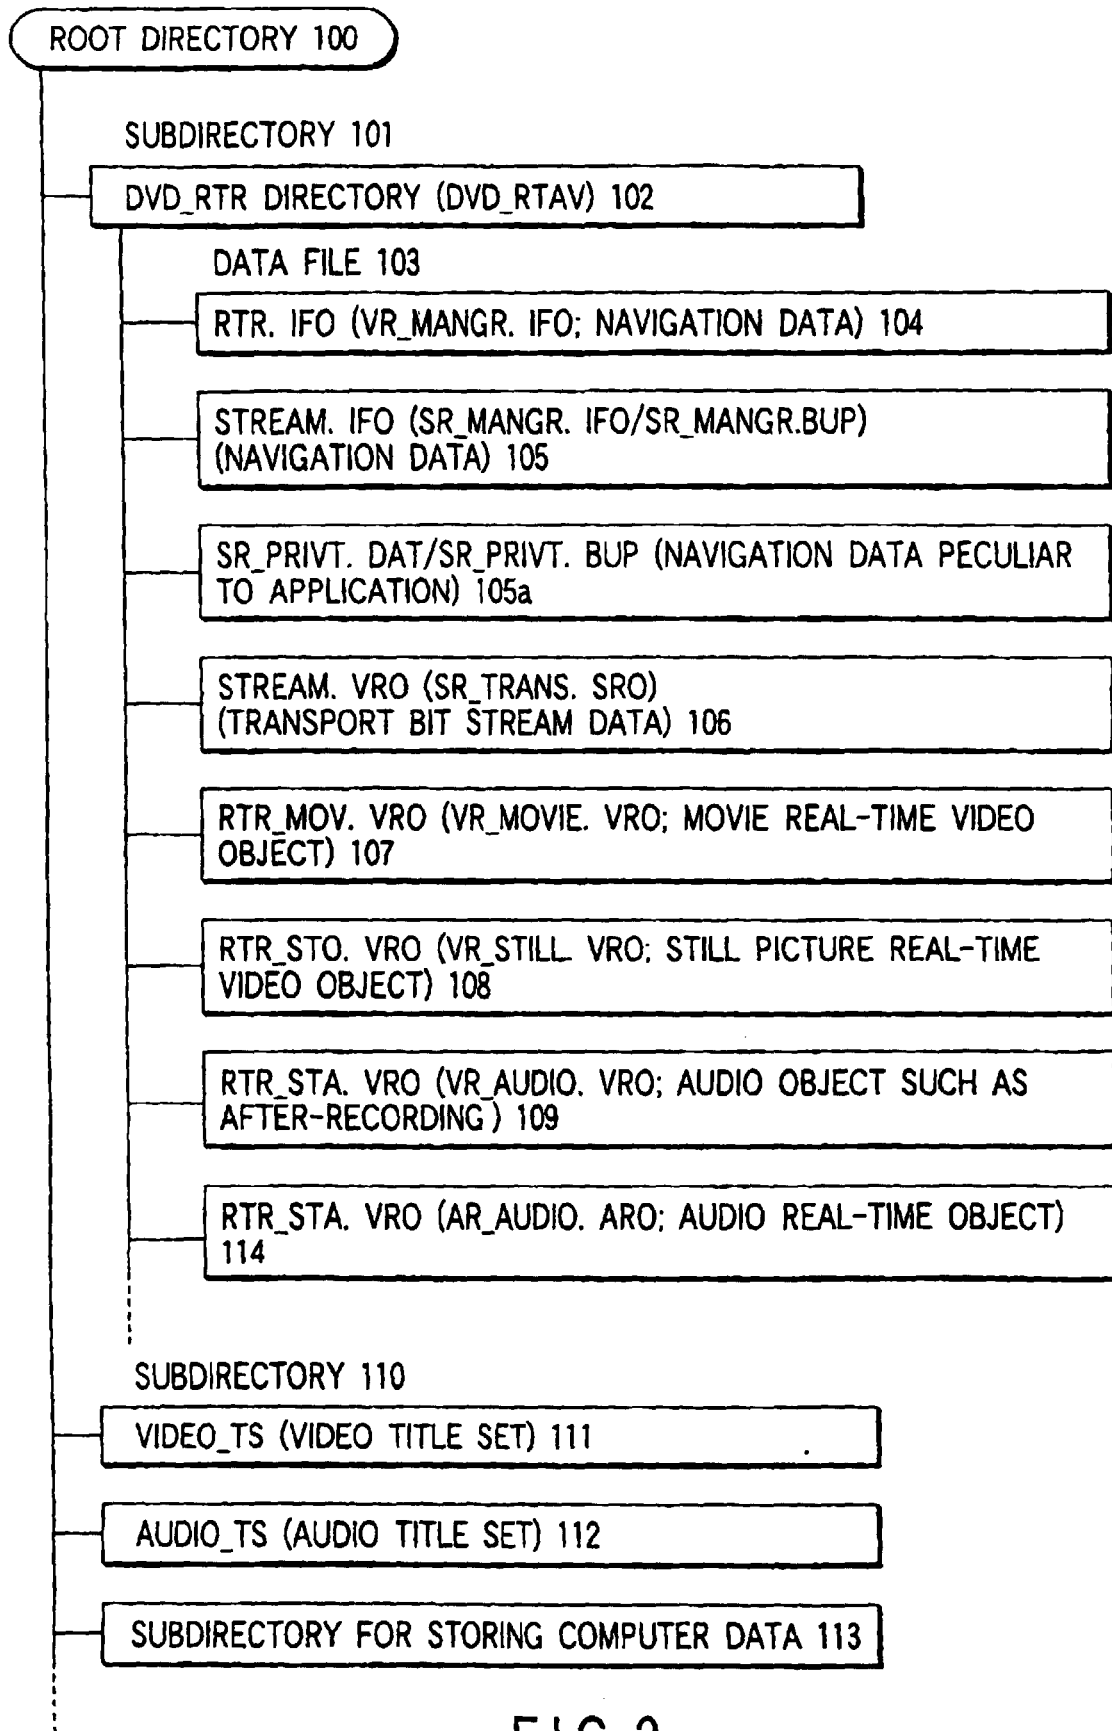 ROOT DIRECTORY 100
SUBDIRECTORY 101
DVD_RTR DIRECTORY (DVD_RTAV) 102
DATA FILE 103
RTR. IFO (VR_MANGR. IFO; NAVIGATION DATA) 104
STREAM. IFO (SR_MANGR. IFO/SR_MANGR.BUP)
(NAVIGATION DATA) 105
SR_PRIVT. DAT/SR_PRIVT. BUP (NAVIGATION DATA PECULIAR
TO APPLICATION) 105a
STREAM. VRO (SR_TRANS. SRO)
(TRANSPORT BIT STREAM DATA) 106
RTR_MOV. VRO (VR_MOVIE. VRO; MOVIE REAL-TIME VIDEO
OBJECT) 107
RTR_STO. VRO (VR_STILL. VRO; STILL PICTURE REAL-TIME
VIDEO OBJECT) 108
RTR_STA. VRO (VR_AUDIO. VRO; AUDIO OBJECT SUCH AS
AFTER-RECORDING) 109
RTR_STA. VRO (AR_AUDIO. ARO; AUDIO REAL-TIME OBJECT)
114
SUBDIRECTORY 110
VIDEO_TS (VIDEO TITLE SET) 111
AUDIO_TS (AUDIO TITLE SET) 112
SUBDIRECTORY FOR STORING COMPUTER DATA 113